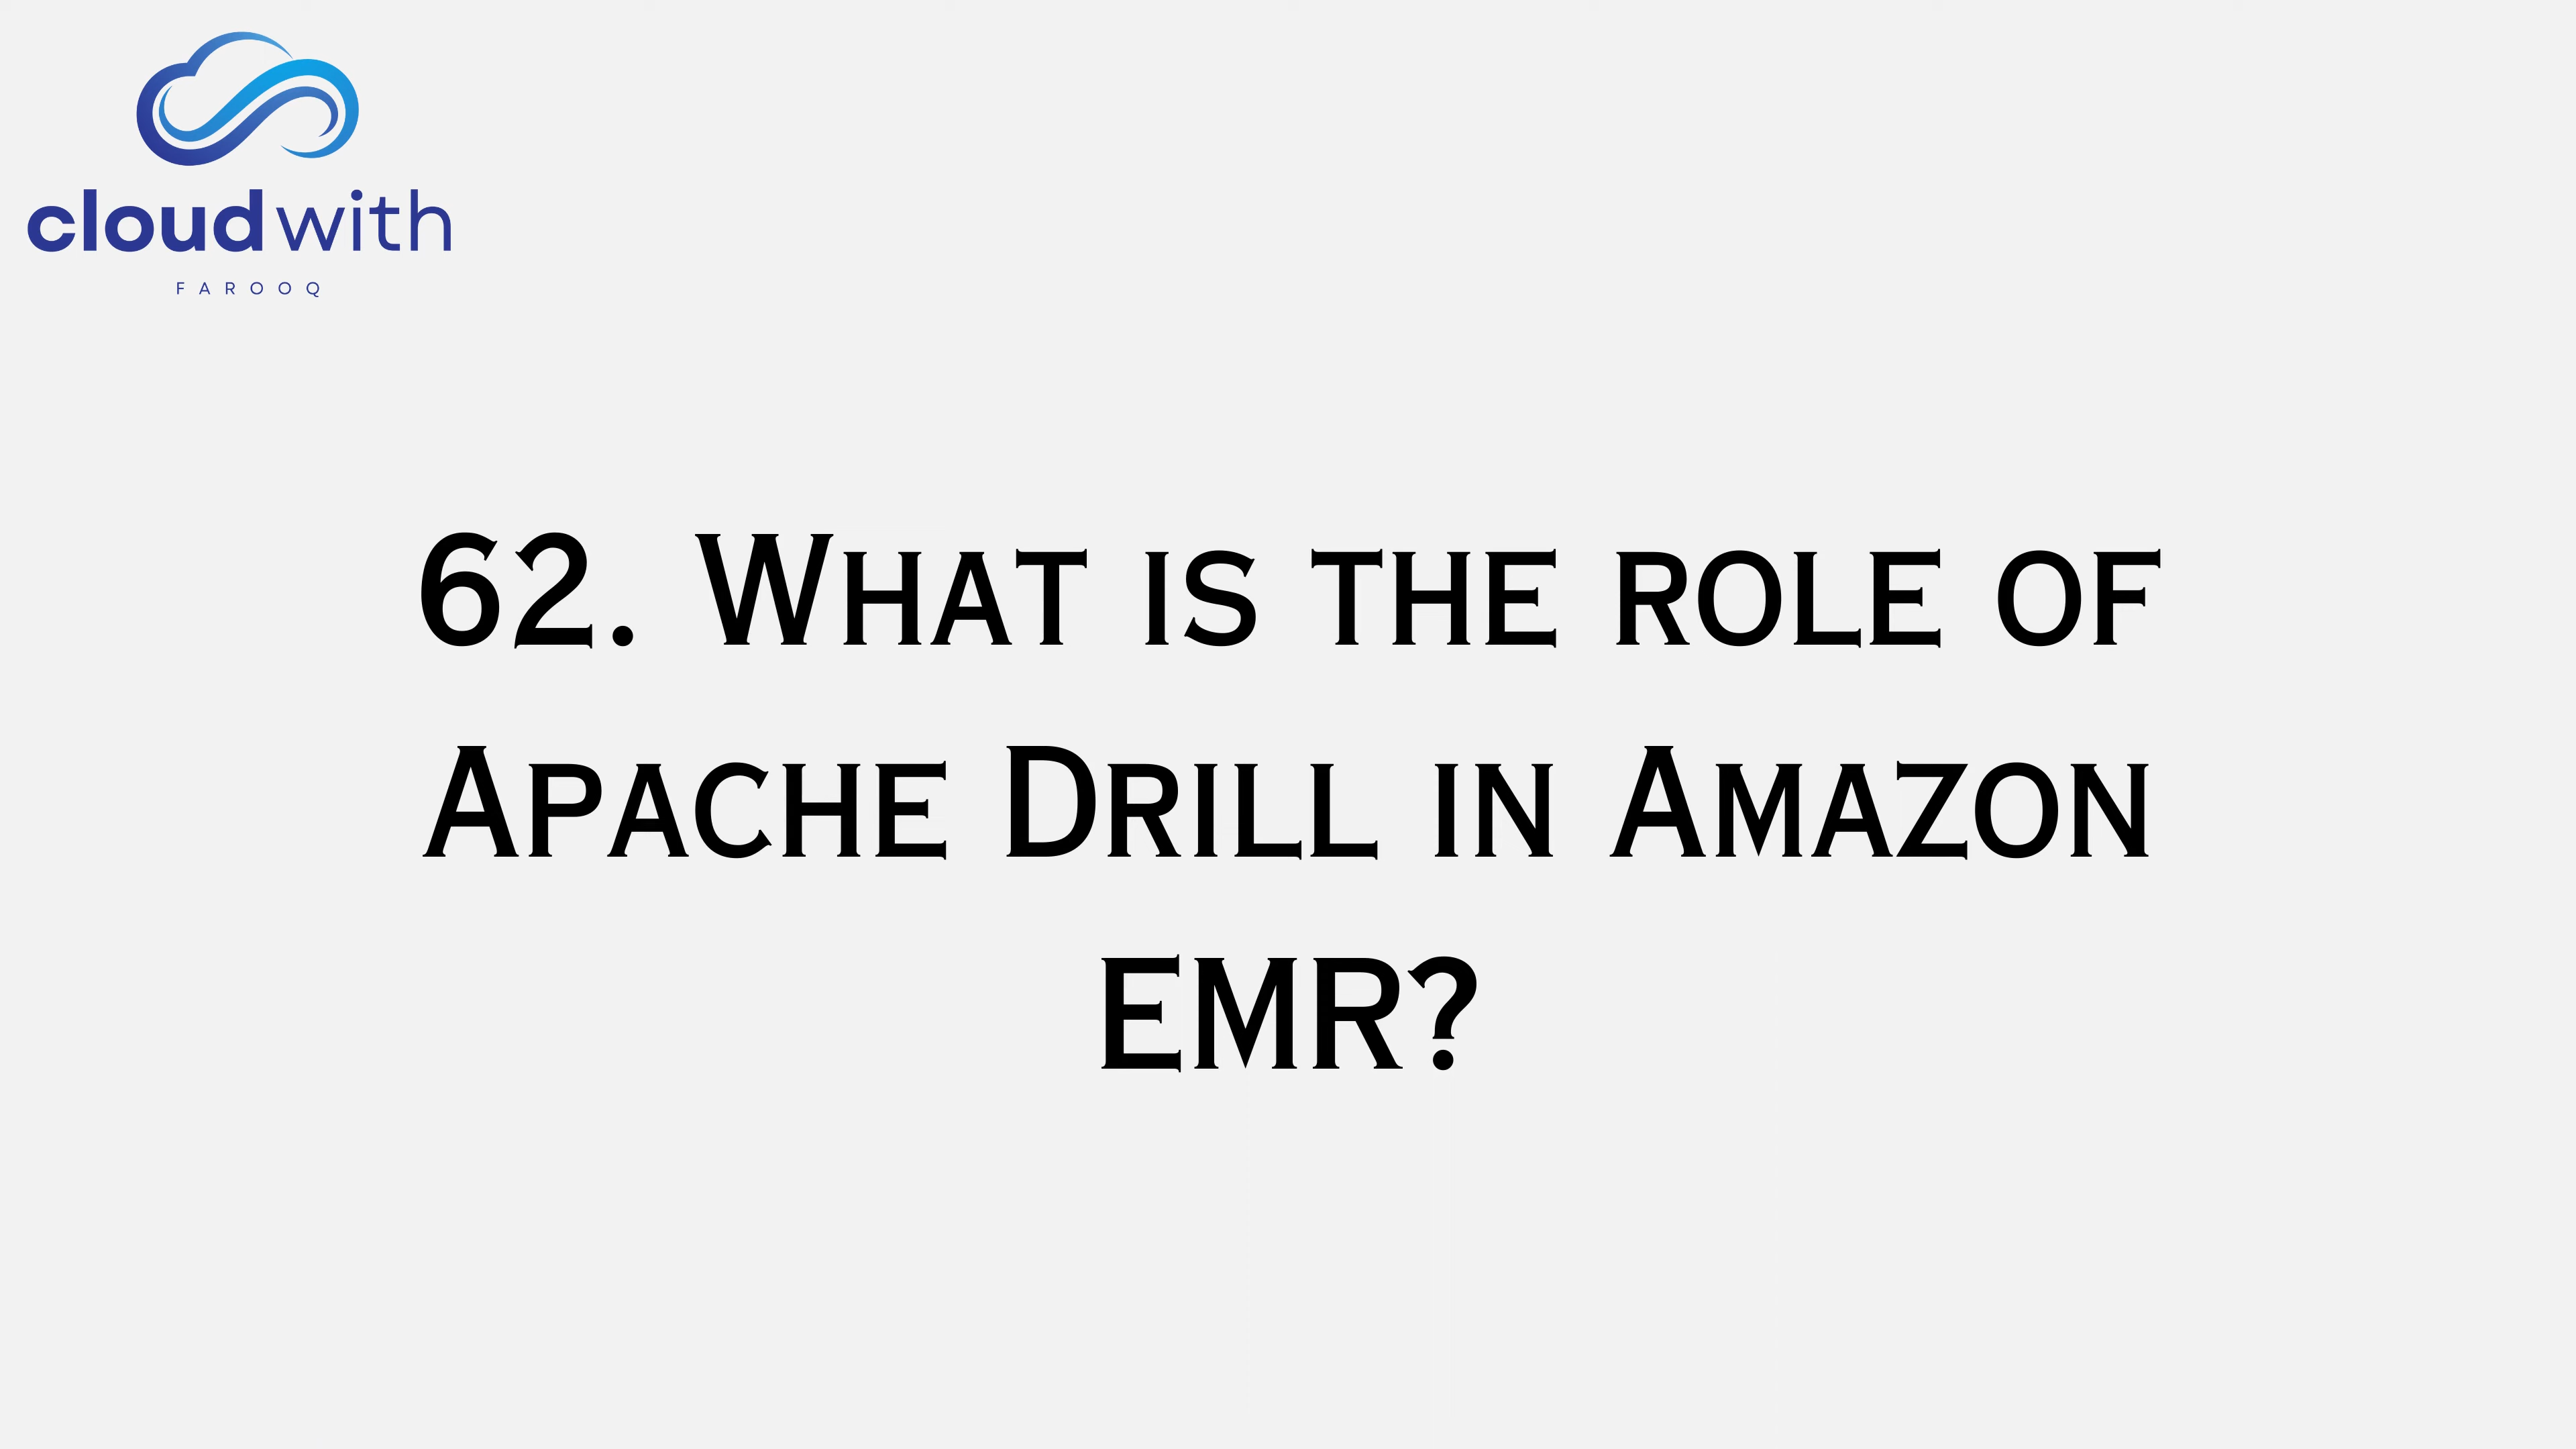 cloudwith
FAROOQ
62. What is the role of
Apache Drill in Amazon
EMR?